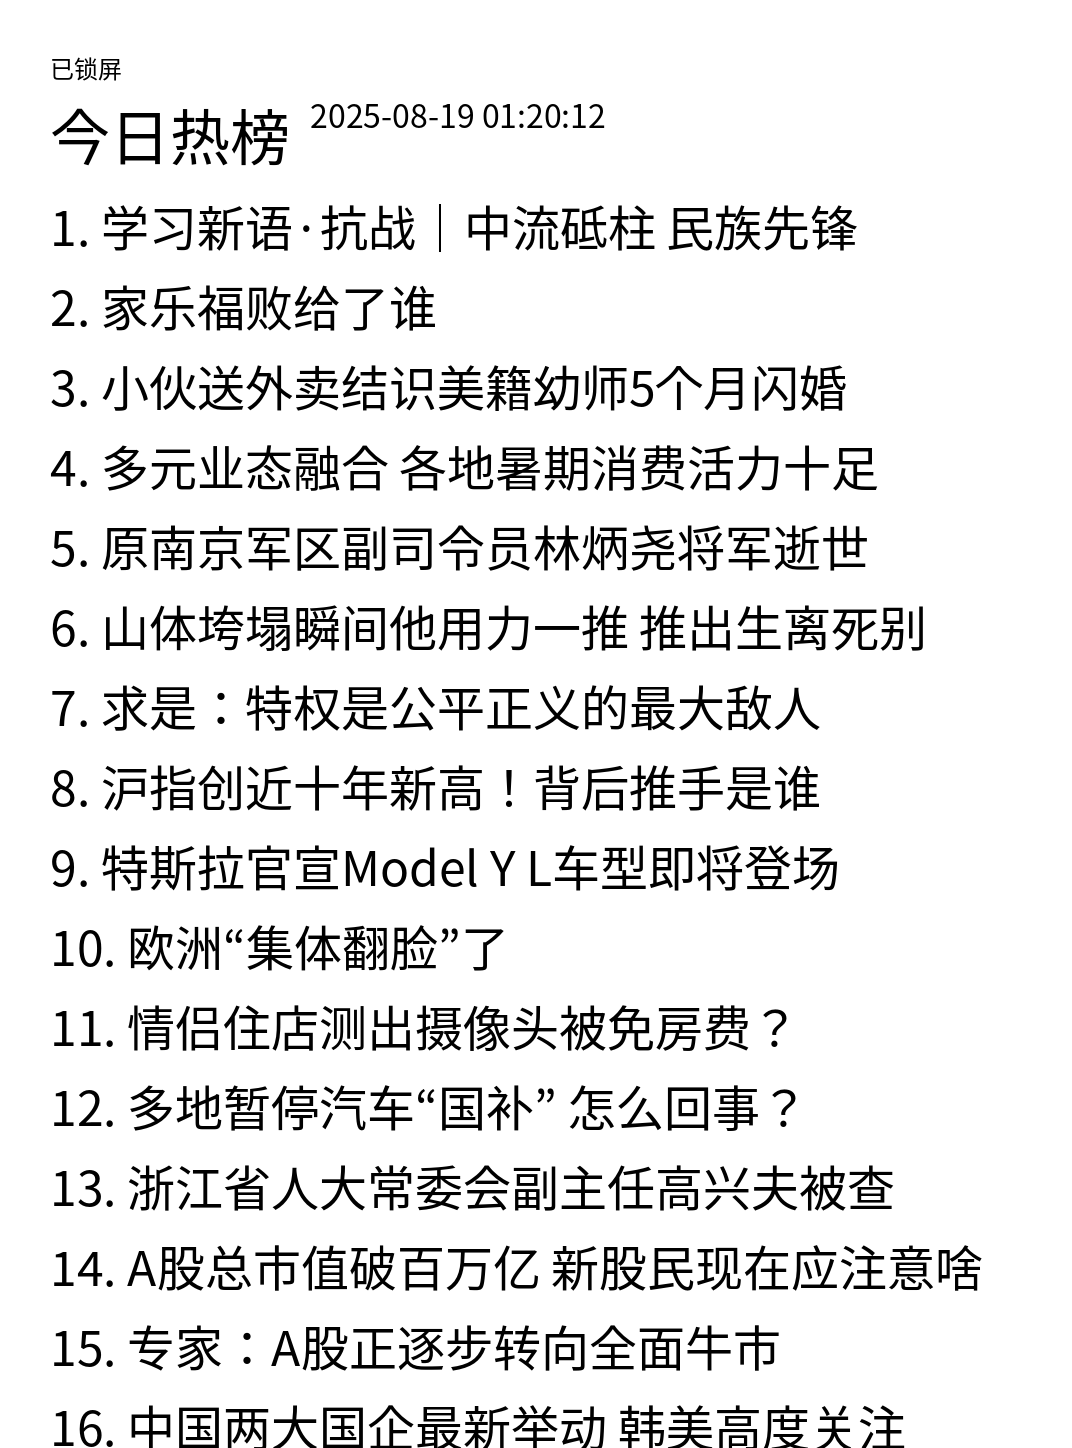 已锁屏
今日热榜 2025-08-19 01:20:12
1. 学习新语·抗战｜中流砥柱 民族先锋
2. 家乐福败给了谁
3. 小伙送外卖结识美籍幼师5个月闪婚
4. 多元业态融合 各地暑期消费活力十足
5. 原南京军区副司令员林炳尧将军逝世
6. 山体垮塌瞬间他用力一推 推出生离死别
7. 求是：特权是公平正义的最大敌人
8. 沪指创近十年新高！背后推手是谁
9. 特斯拉官宣Model Y L车型即将登场
10. 欧洲“集体翻脸”了
11. 情侣住店测出摄像头被免房费？
12. 多地暂停汽车“国补” 怎么回事？
13. 浙江省人大常委会副主任高兴夫被查
14. A股总市值破百万亿 新股民现在应注意啥
15. 专家：A股正逐步转向全面牛市
16. 中国两大国企最新举动 韩美高度关注